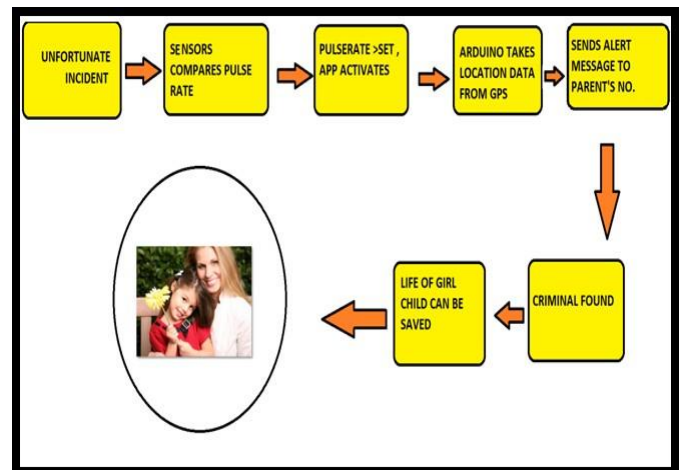 UNFORTUNATE
INCIDENT
SENSORS
COMPARES PULSE
RATE
PULSERATE >SET ,
APP ACTIVATES
ARDUINO TAKES
LOCATION DATA
FROM GPS
SENDS ALERT
MESSAGE TO
PARENT'S NO.
CRIMINAL FOUND
LIFE OF GIRL
CHILD CAN BE
SAVED